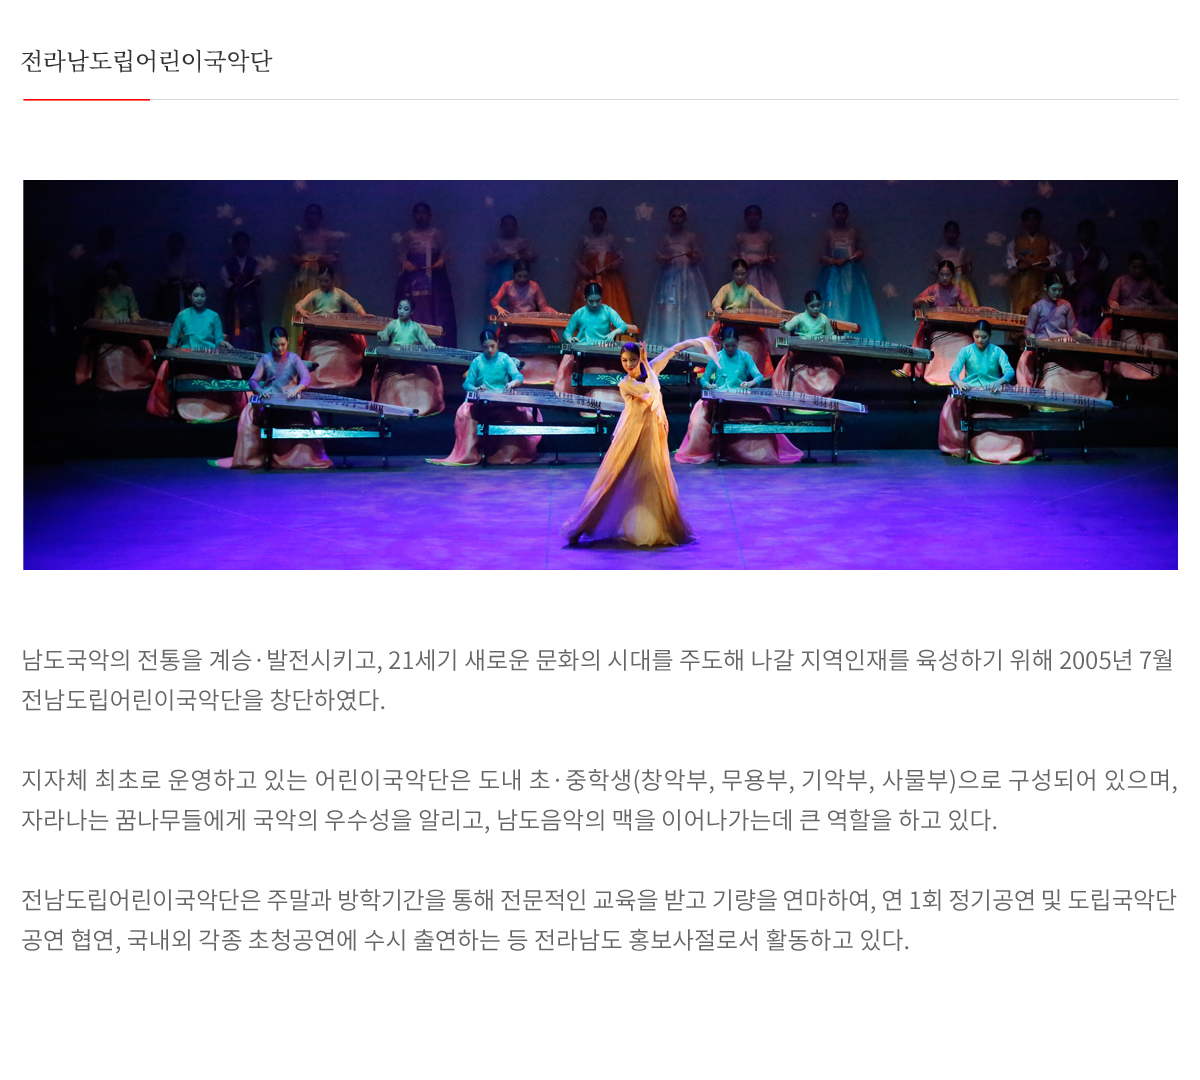 전라남도립어린이국악단
남도국악의 전통을 계승·발전시키고, 21세기 새로운 문화의 시대를 주도해 나갈 지역인재를 육성하기 위해 2005년 7월
전남도립어린이국악단을 창단하였다.
지자체 최초로 운영하고 있는 어린이국악단은 도내 초·중학생(창악부, 무용부, 기악부, 사물부)으로 구성되어 있으며,
자라나는 꿈나무들에게 국악의 우수성을 알리고, 남도음악의 맥을 이어나가는데 큰 역할을 하고 있다.
전남도립어린이국악단은 주말과 방학기간을 통해 전문적인 교육을 받고 기량을 연마하여, 연 1회 정기공연 및 도립국악단
공연 협연, 국내외 각종 초청공연에 수시 출연하는 등 전라남도 홍보사절로서 활동하고 있다.